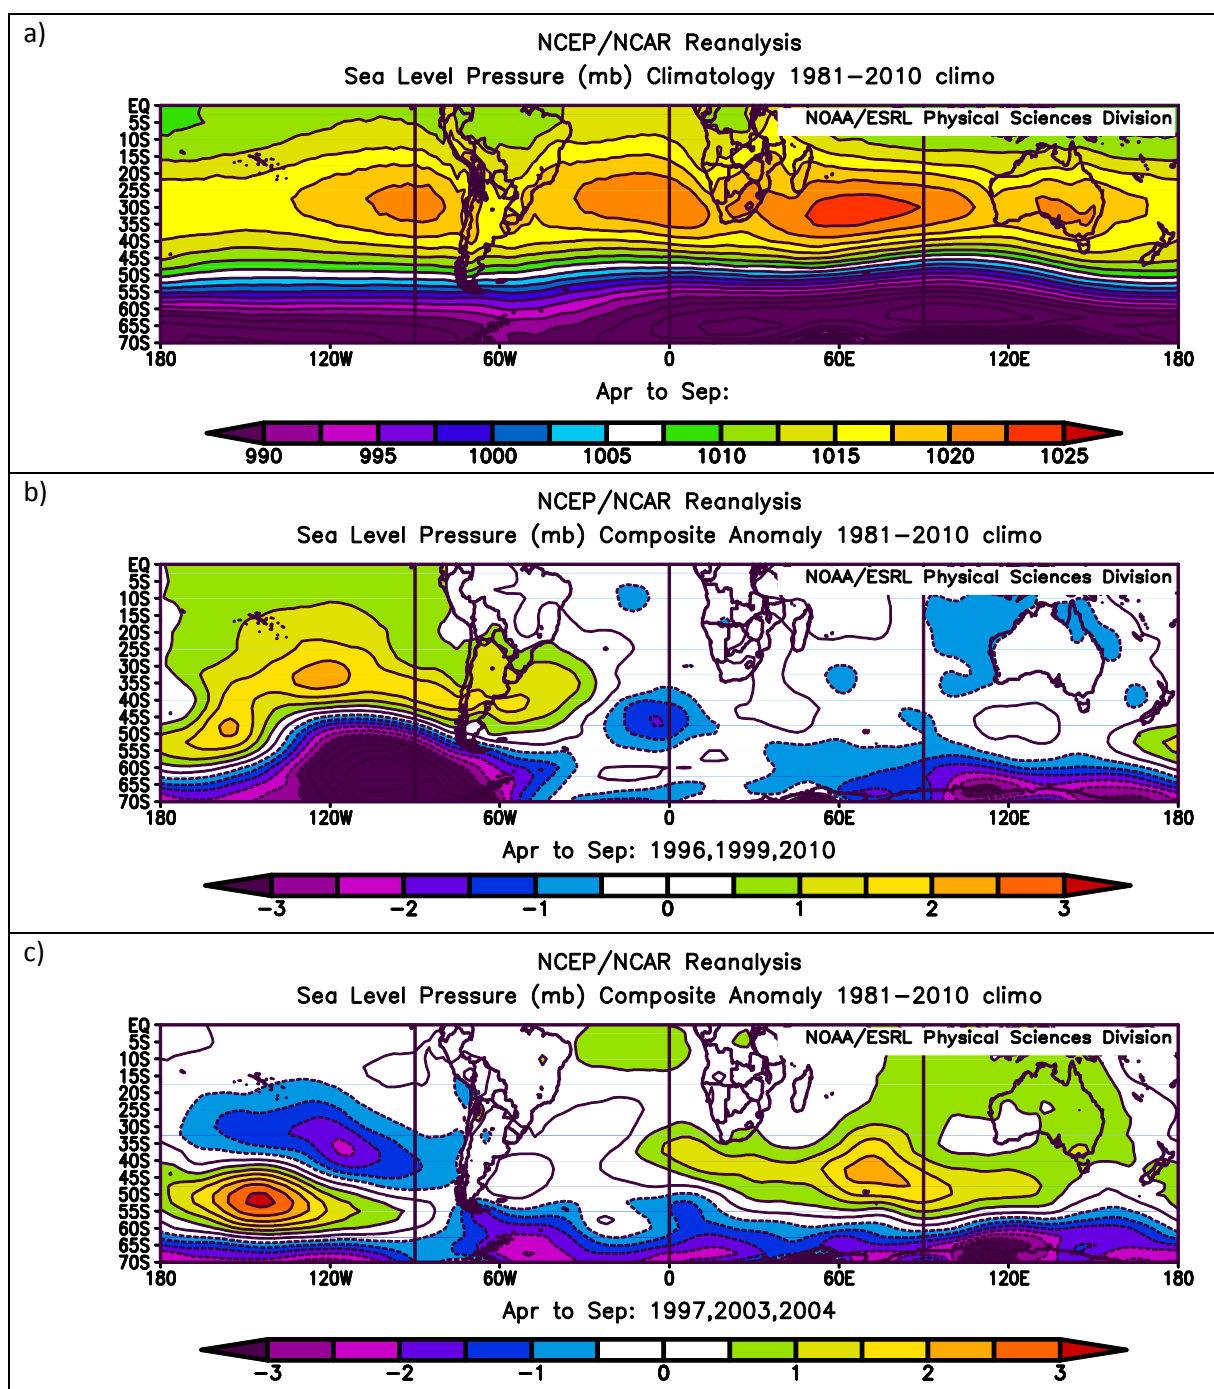 a)
NCEP/NCAR Reanalysis
Sea Level Pressure (mb) Climatology 1981−2010 climo
NOAA/ESRL Physical Sciences Division
EQ
5S
10S
15S
20S
25S
30S
35S
40S
45S
50S
55S
60S
65S
70S
180 120W 60W 0 60E 120E 180
Apr to Sep:
990 995 1000 1005 1010 1015 1020 1025
b)
NCEP/NCAR Reanalysis
Sea Level Pressure (mb) Composite Anomaly 1981−2010 climo
NOAA/ESRL Physical Sciences Division
EQ
5S
10S
15S
20S
25S
30S
35S
40S
45S
50S
55S
60S
65S
70S
180 120W 60W 0 60E 120E 180
Apr to Sep: 1996,1999,2010
−3 −2 −1 0 1 2 3
c)
NCEP/NCAR Reanalysis
Sea Level Pressure (mb) Composite Anomaly 1981−2010 climo
NOAA/ESRL Physical Sciences Division
EQ
5S
10S
15S
20S
25S
30S
35S
40S
45S
50S
55S
60S
65S
70S
180 120W 60W 0 60E 120E 180
Apr to Sep: 1997,2003,2004
−3 −2 −1 0 1 2 3